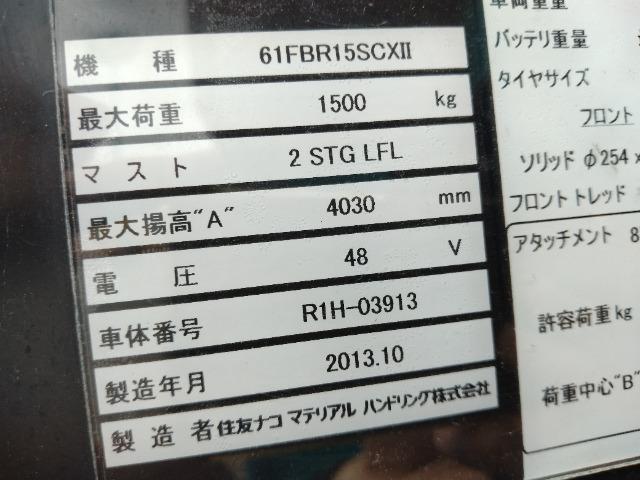 機種 61FBR15SCXII
最大荷重 1500 kg
マスト 2 STG LFL
最大揚高"A" 4030 mm
電圧 48 V
車体番号 R1H-03913
製造年月 2013.10
製造者 住友ナコ マテリアル ハンドリング株式会社
車両重量
バッテリ重量
タイヤサイズ
フロント
ソリッド φ254
フロントトレッド
アタッチメント
許容荷重kg
荷重中心"B"